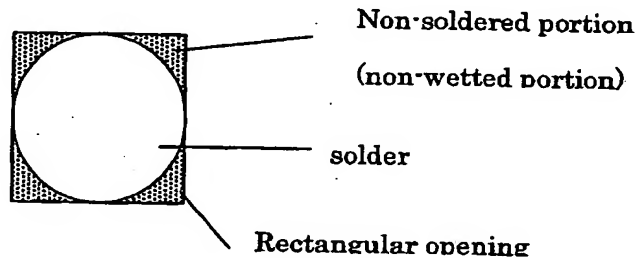 Non-soldered portion
(non-wetted portion)
solder
Rectangular opening